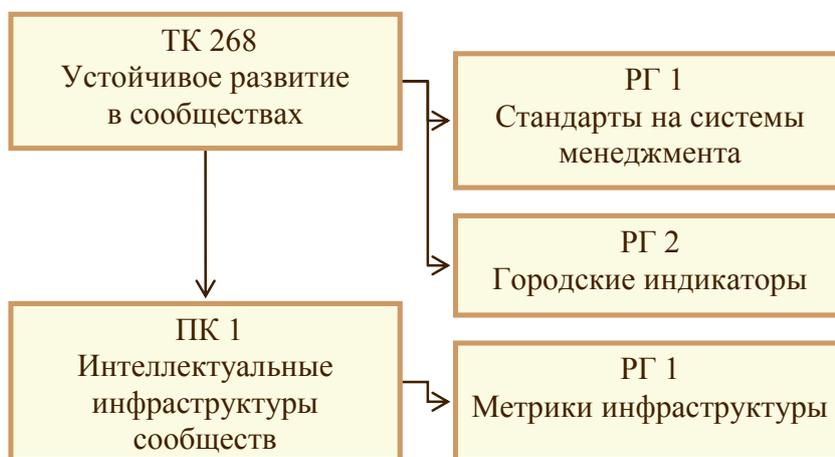 ТК 268
Устойчивое развитие
в сообществах
РГ 1
Стандарты на системы
менеджмента
РГ 2
Городские индикаторы
ПК 1
Интеллектуальные
инфраструктуры
сообществ
РГ 1
Метрики инфраструктуры